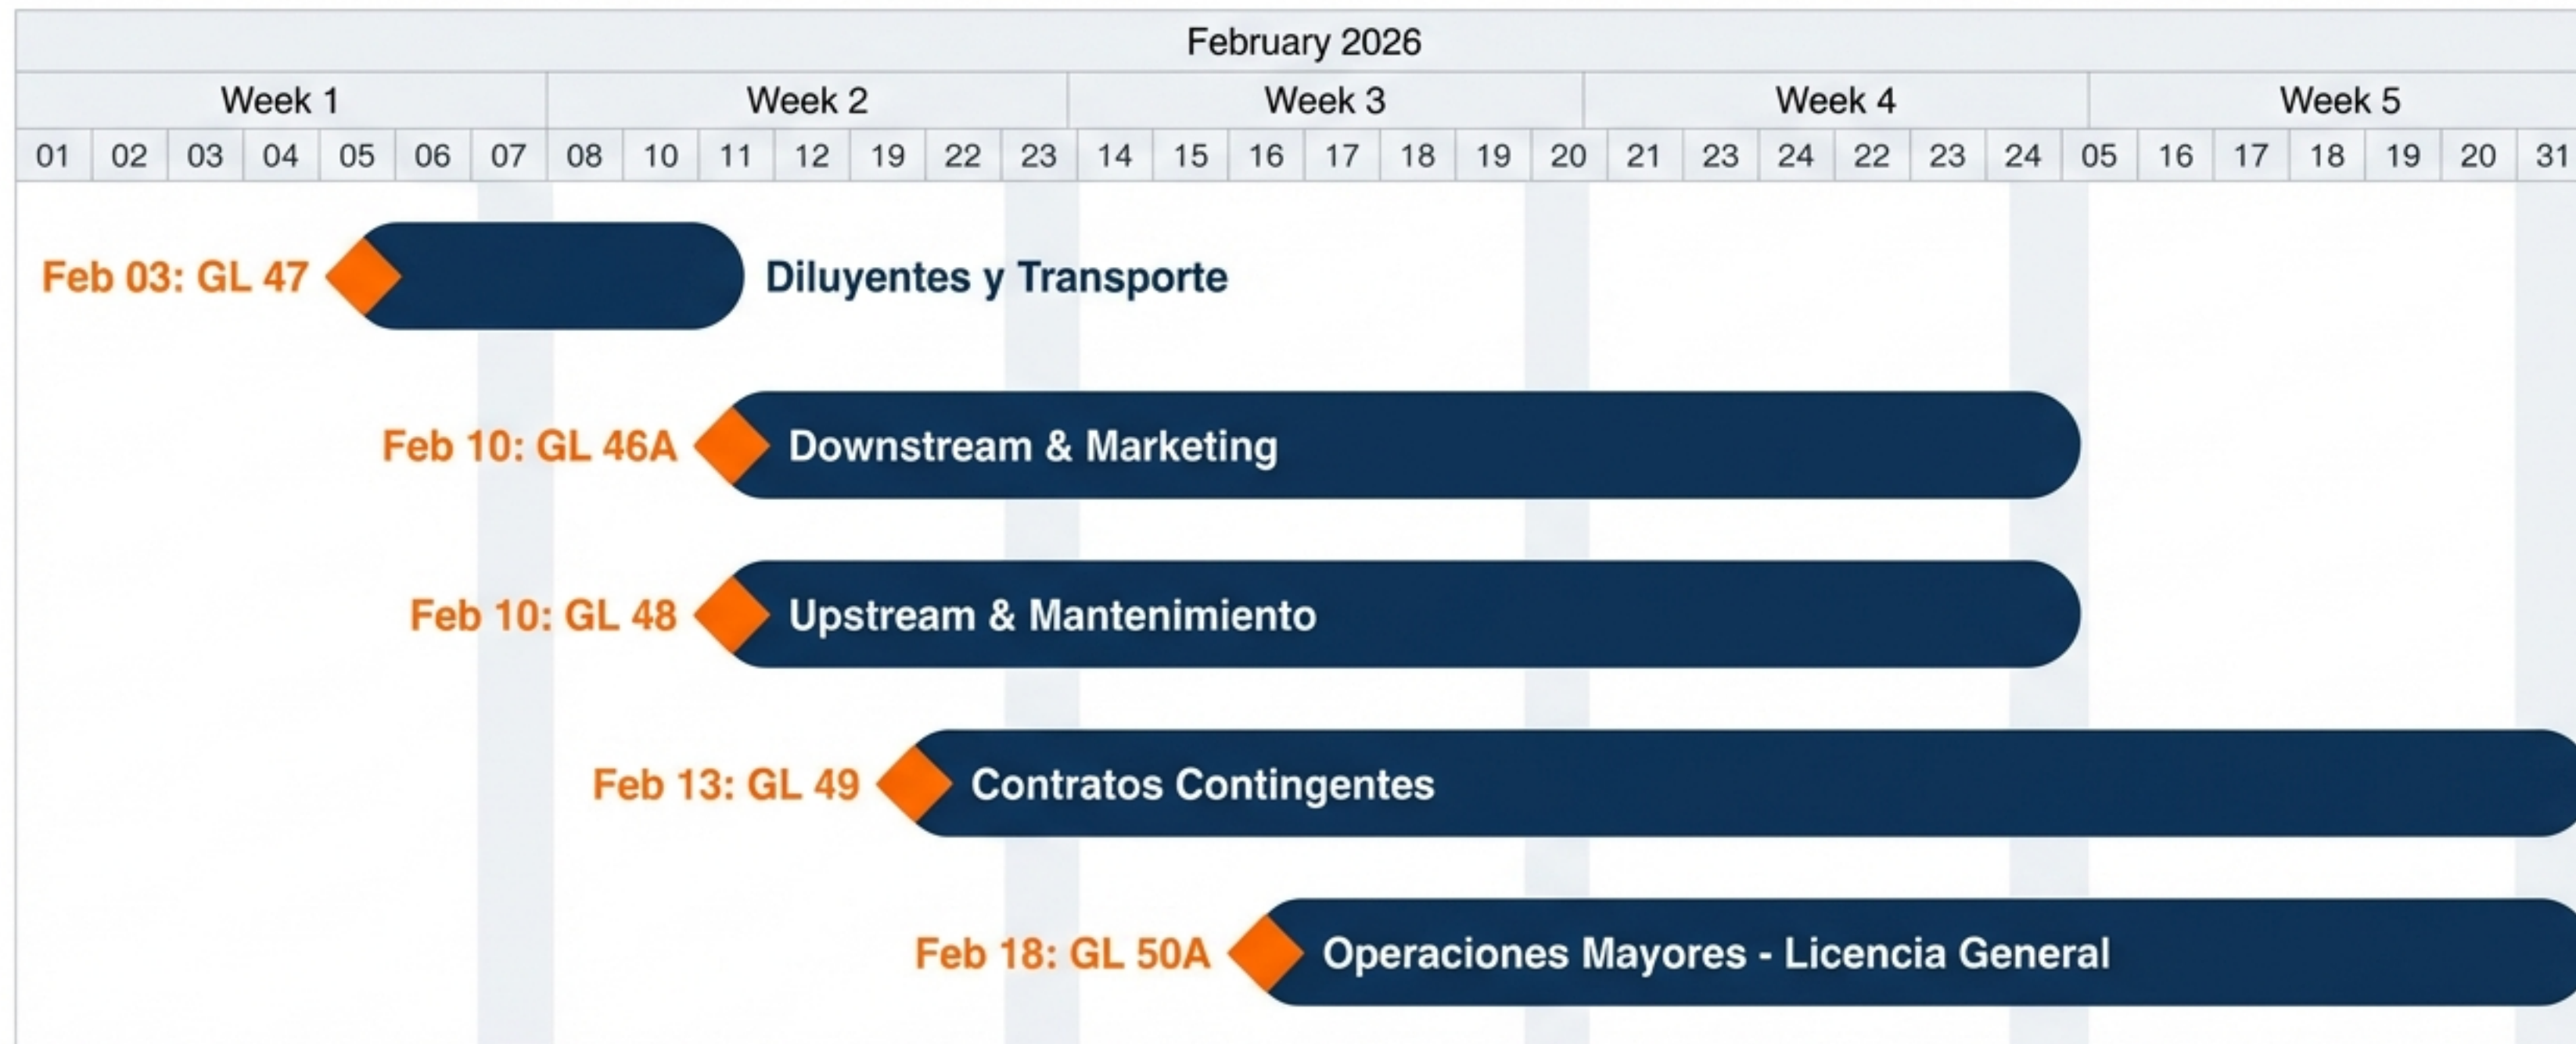 February 2026
Week 1 Week 2 Week 3 Week 4 Week 5
01 02 03 04 05 06 07 08 10 11 12 19 22 23 14 15 16 17 18 19 20 21 23 24 22 23 24 05 16 17 18 19 20 31
Feb 03: GL 47 Diluyentes y Transporte
Feb 10: GL 46A Downstream & Marketing
Feb 10: GL 48 Upstream & Mantenimiento
Feb 13: GL 49 Contratos Contingentes
Feb 18: GL 50A Operaciones Mayores - Licencia General